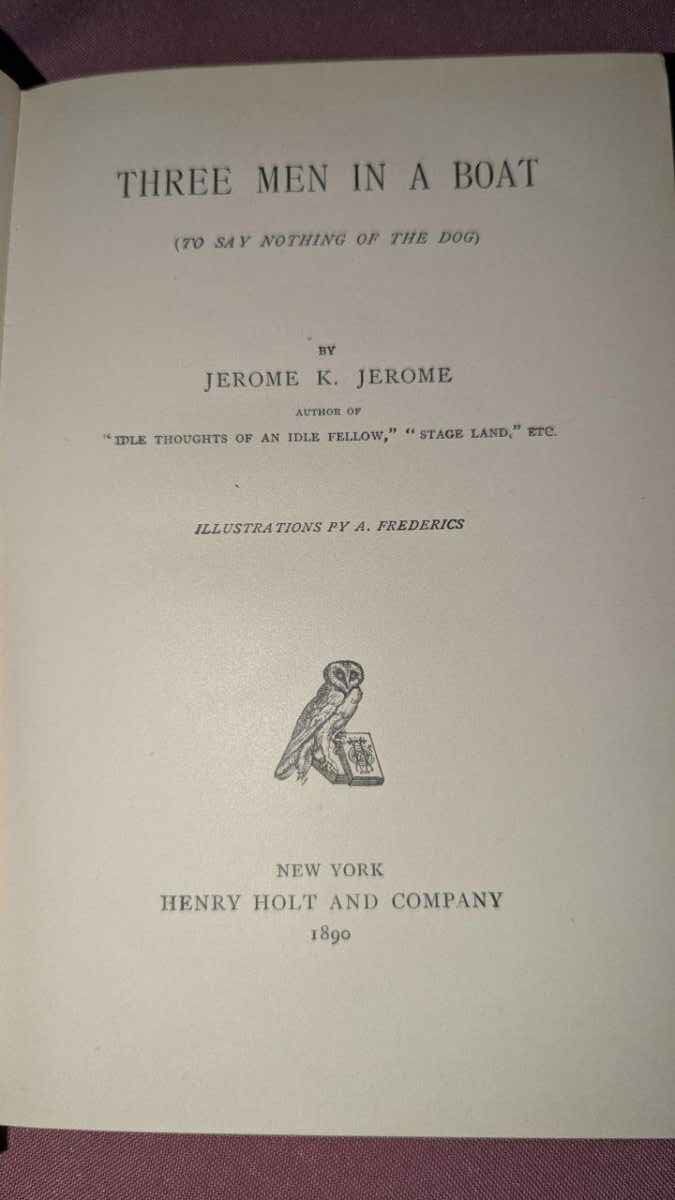 THREE MEN IN A BOAT
(TO SAY NOTHING OF THE DOG)
BY
JEROME K. JEROME
AUTHOR OF
"IDLE THOUGHTS OF AN IDLE FELLOW," "STAGE LAND," ETC.
ILLUSTRATIONS PY A. FREDERICS
NEW YORK
HENRY HOLT AND COMPANY
1890